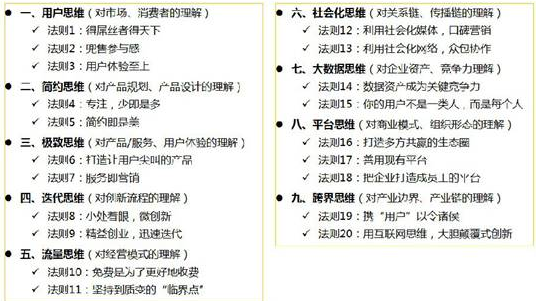 一、用户思维（对市场、消费者的理解）
法则1：得屌丝者得天下
法则2：兜售参与感
法则3：用户体验至上
二、简约思维（对产品规划、产品设计的理解）
法则4：专注，少即是多
法则5：简约即是美
三、极致思维（对产品/服务、用户体验的理解）
法则6：打造让用户尖叫的产品
法则7：服务即营销
四、迭代思维（对创新流程的理解）
法则8：小处着眼，微创新
法则9：精益创业，迅速迭代
五、流量思维（对经营模式的理解）
法则10：免费是为了更好地收费
法则11：坚持到质变的“临界点”
六、社会化思维（对关系链、传播链的理解）
法则12：利用社会化媒体，口碑营销
法则13：利用社会化网络，众包协作
七、大数据思维（对企业资产、竞争力理解）
法则14：数据资产成为关键竞争力
法则15：你的用户不是一类人，而是每个人
八、平台思维（对商业模式、组织形态的理解）
法则16：打造多方共赢的生态圈
法则17：善用现有平台
法则18：把企业打造成员工的平台
九、跨界思维（对产业边界、产业链的理解）
法则19：携“用户”以令诸侯
法则20：用互联网思维，大胆颠覆式创新